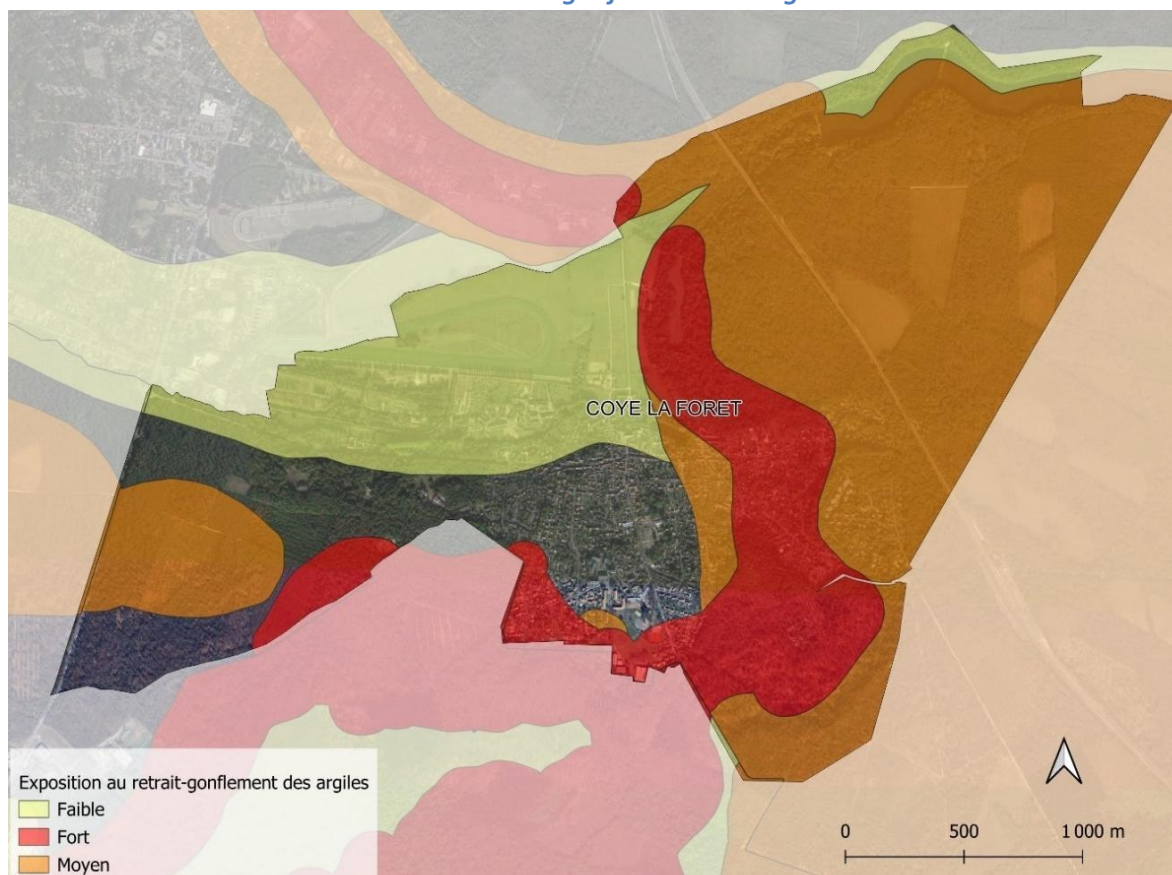 COYE LA FORET
Exposition au retrait-gonflement des argiles
Faible
Fort
Moyen
0 500 1 000 m